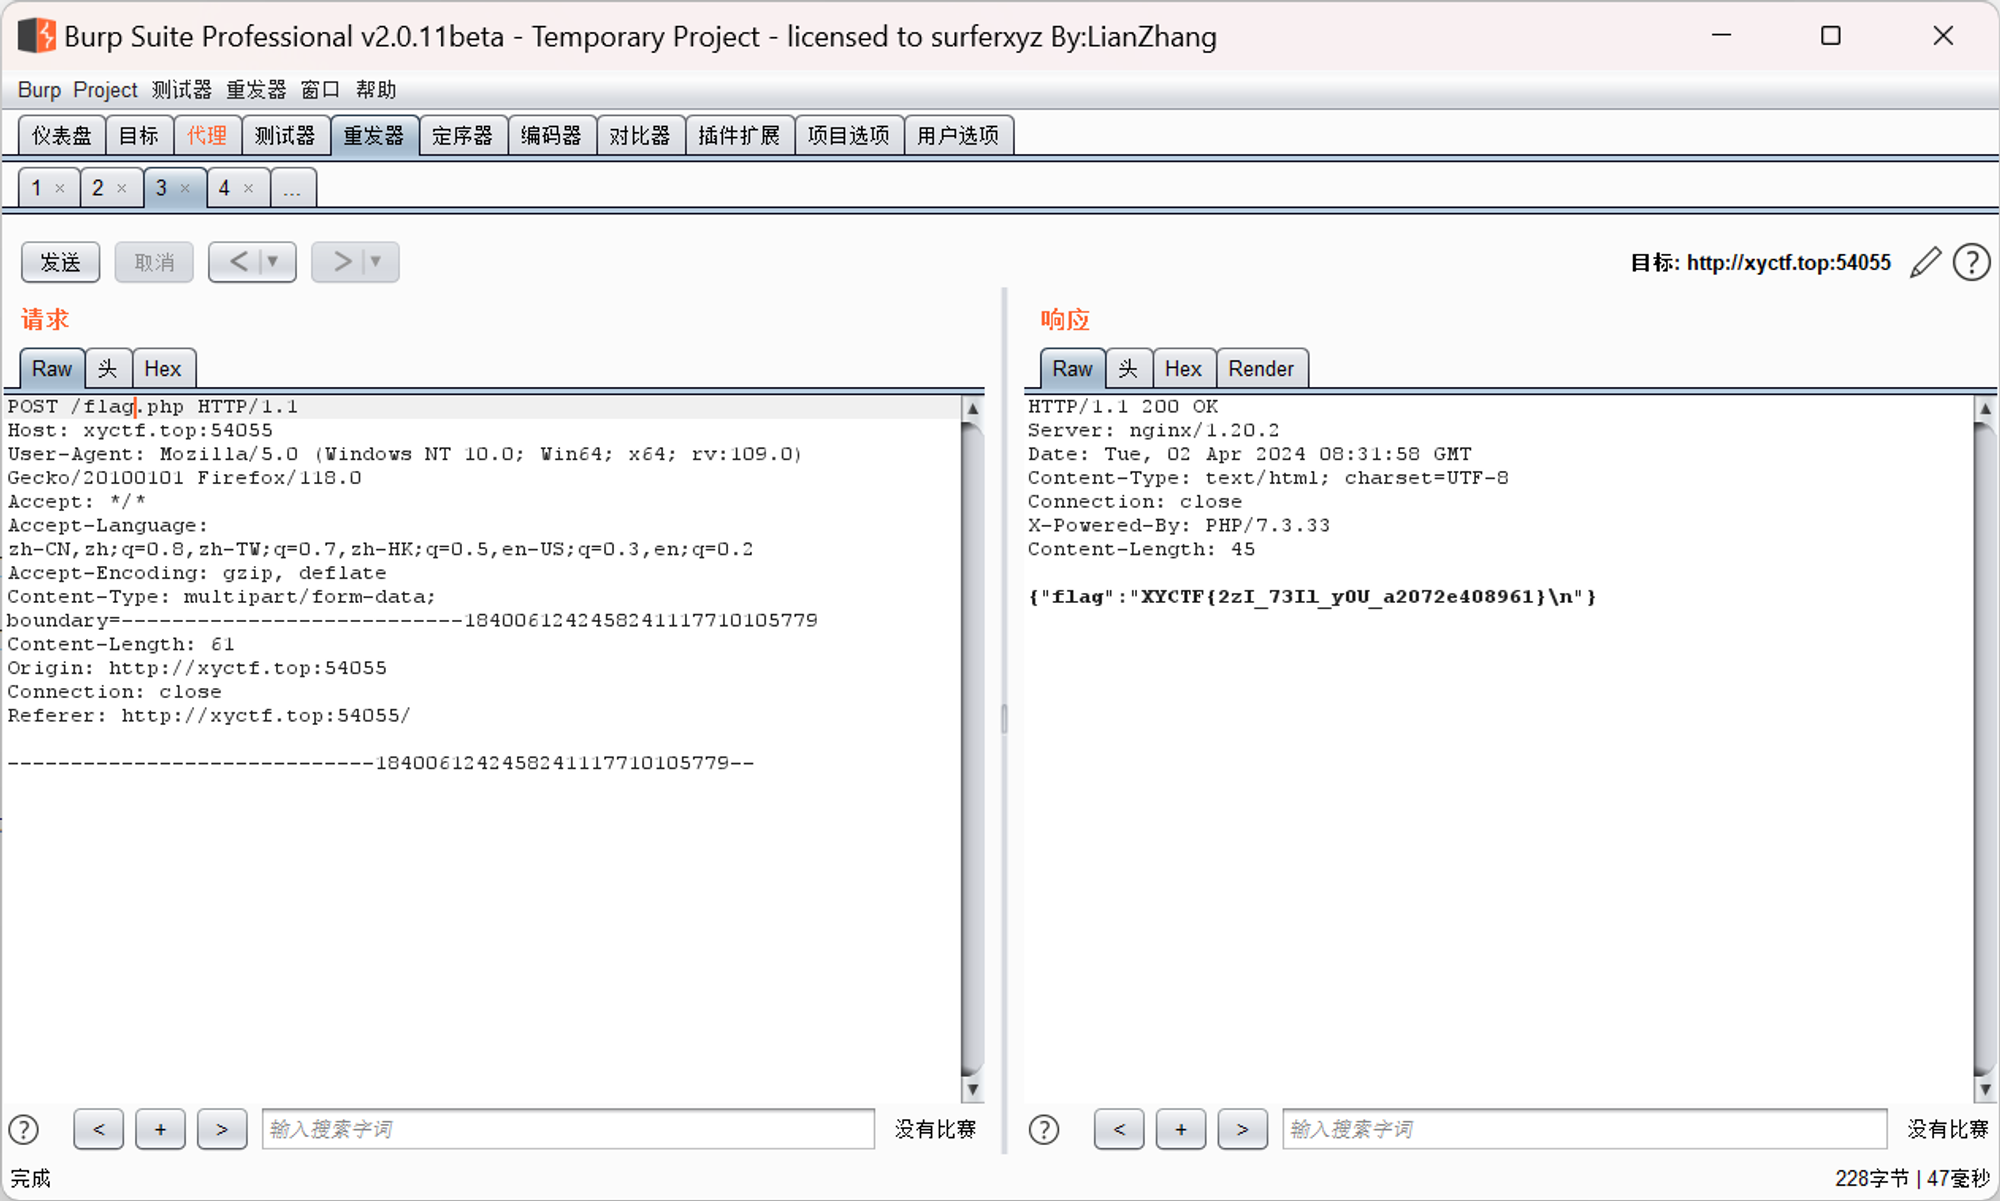 Burp Suite Professional v2.0.11beta - Temporary Project - licensed to surferxyz By:LianZhang
Burp Project 测试器 重发器 窗口 帮助
仪表盘 目标 代理 测试器 重发器 定序器 编码器 对比器 插件扩展 项目选项 用户选项
1 × 2 × 3 × 4 × ...
发送 取消 < ▼ > ▼ 目标: http://xyctf.top:54055
请求
Raw 头 Hex
POST /flag.php HTTP/1.1
Host: xyctf.top:54055
User-Agent: Mozilla/5.0 (Windows NT 10.0; Win64; x64; rv:109.0)
Gecko/20100101 Firefox/118.0
Accept: */*
Accept-Language:
zh-CN,zh;q=0.8,zh-TW;q=0.7,zh-HK;q=0.5,en-US;q=0.3,en;q=0.2
Accept-Encoding: gzip, deflate
Content-Type: multipart/form-data;
boundary=---------------------------1840061242458241117710105779
Content-Length: 61
Origin: http://xyctf.top:54055
Connection: close
Referer: http://xyctf.top:54055/
-----------------------------1840061242458241117710105779--
? < + > 输入搜索字词 没有比赛
响应
Raw 头 Hex Render
HTTP/1.1 200 OK
Server: nginx/1.20.2
Date: Tue, 02 Apr 2024 08:31:58 GMT
Content-Type: text/html; charset=UTF-8
Connection: close
X-Powered-By: PHP/7.3.33
Content-Length: 45
{"flag":"XYCTF{2zI_73Il_y0U_a2072e408961}\n"}
? < + > 输入搜索字词 没有比赛
完成
228字节 | 47毫秒